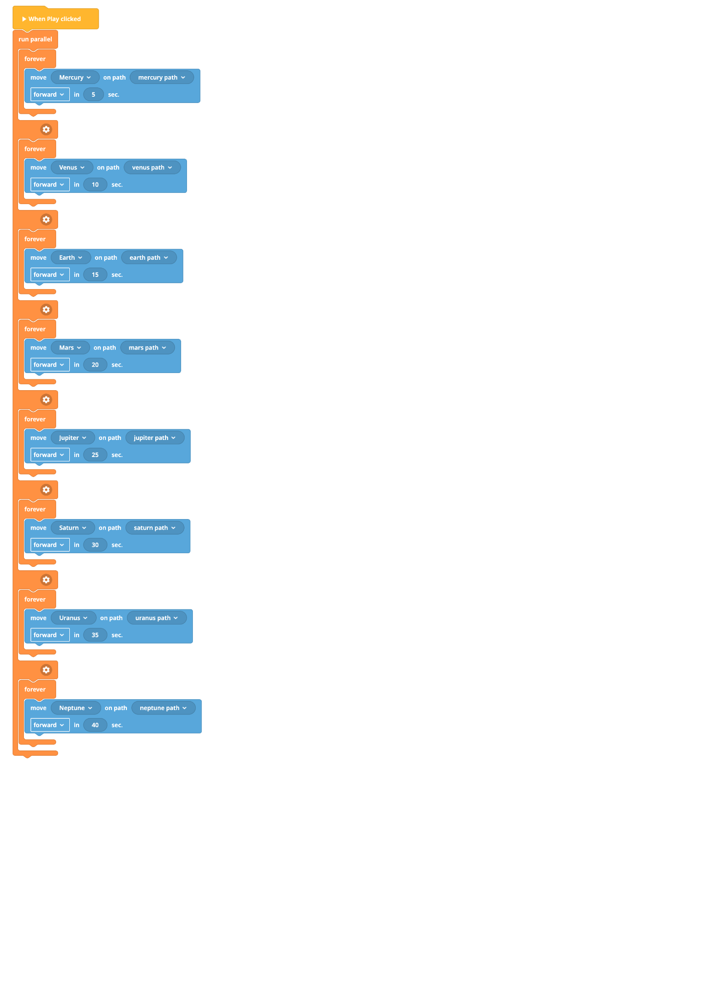 When Play clicked
run parallel
forever
move Mercury on path mercury path
forward in 5 sec.
forever
move Venus on path venus path
forward in 10 sec.
forever
move Earth on path earth path
forward in 15 sec.
forever
move Mars on path mars path
forward in 20 sec.
forever
move Jupiter on path jupiter path
forward in 25 sec.
forever
move Saturn on path saturn path
forward in 30 sec.
forever
move Uranus on path uranus path
forward in 35 sec.
forever
move Neptune on path neptune path
forward in 40 sec.